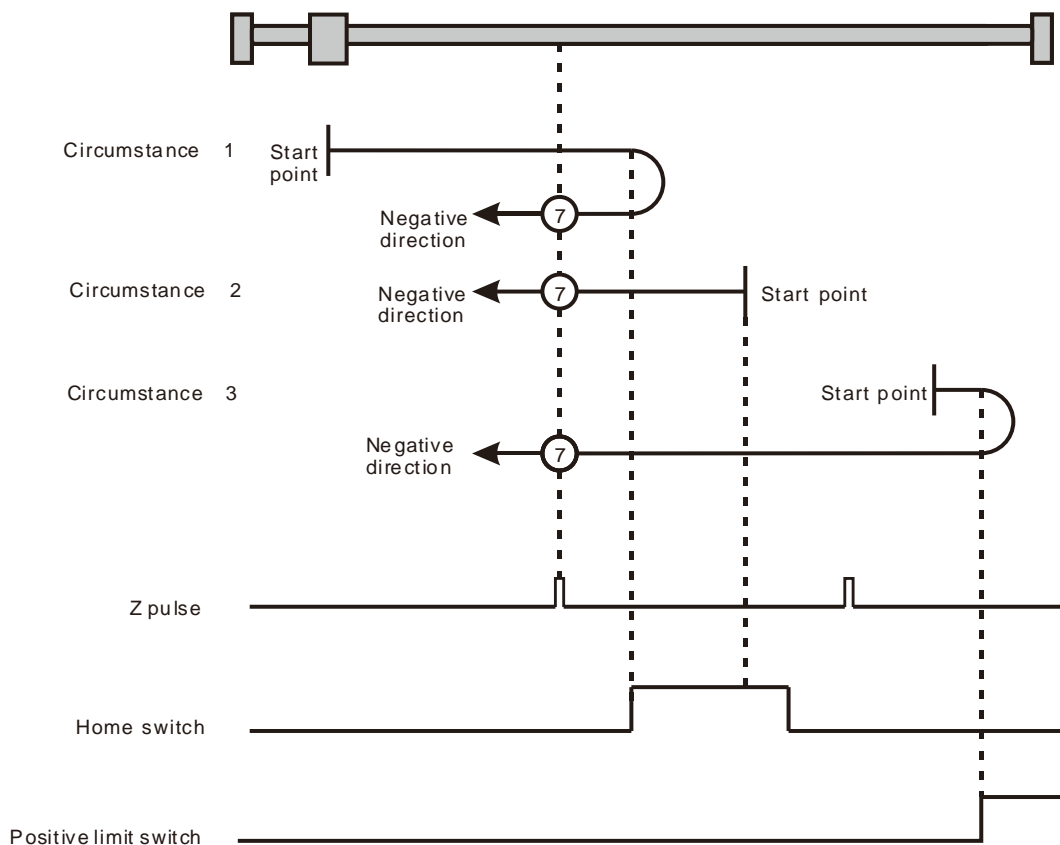 Circumstance 1
Start
point
7
Negative
direction
Circumstance 2
7
Negative
direction
Start point
Circumstance 3
Start point
Negative
direction
7
Z pulse
Home switch
Positive limit switch